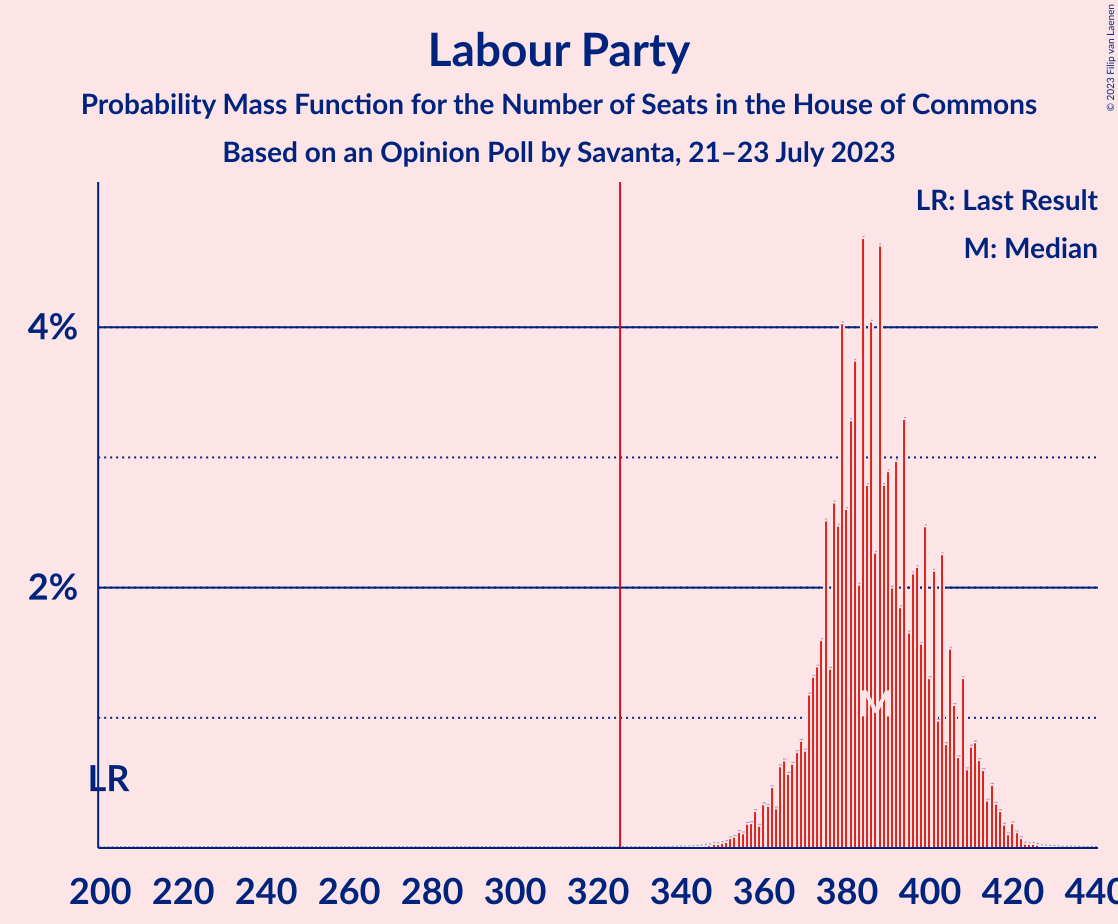 Labour Party
Probability Mass Function for the Number of Seats in the House of Commons
Based on an Opinion Poll by Savanta, 21–23 July 2023
© 2023 Filip van Laenen
LR: Last Result
M: Median
4%
2%
M
LR
200 220 240 260 280 300 320 340 360 380 400 420 440